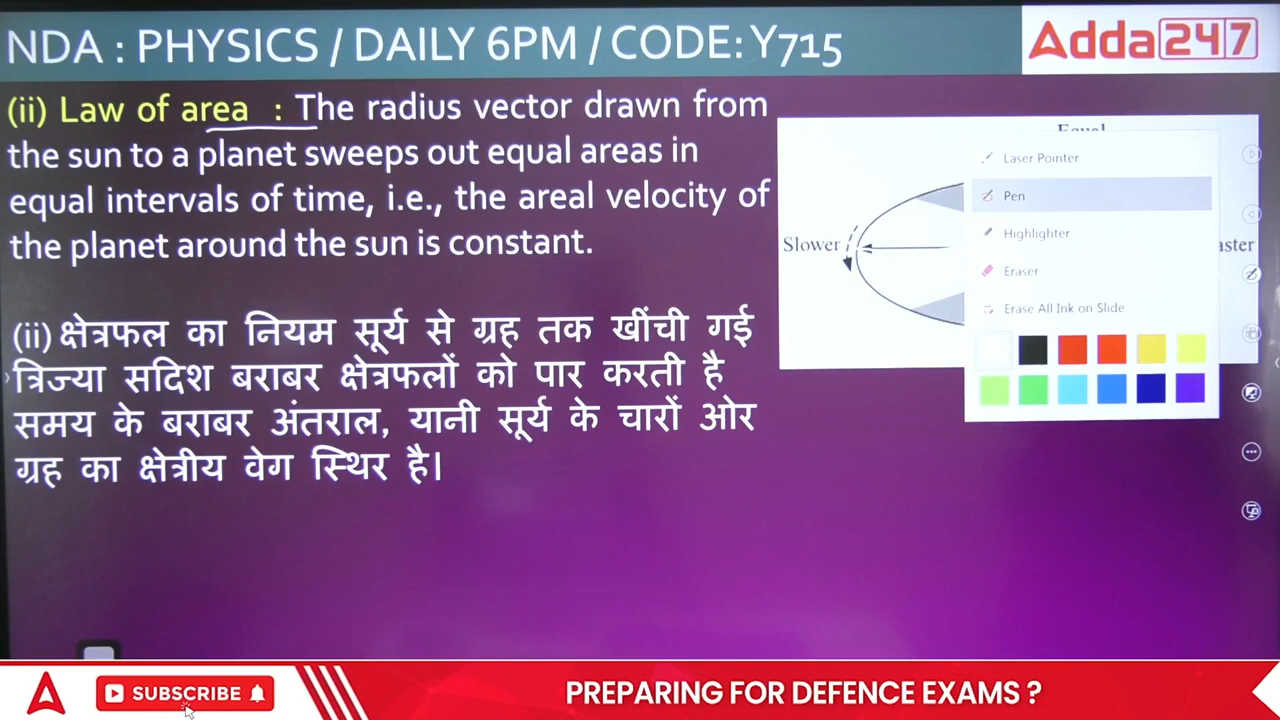 NDA : PHYSICS / DAILY 6PM / CODE: Y715
Adda247
(ii) Law of area : The radius vector drawn from
the sun to a planet sweeps out equal areas in
equal intervals of time, i.e., the areal velocity of
the planet around the sun is constant.
(ii) क्षेत्रफल का नियम सूर्य से ग्रह तक खींची गई
त्रिज्या सदिश बराबर क्षेत्रफलों को पार करती है
समय के बराबर अंतराल, यानी सूर्य के चारों ओर
ग्रह का क्षेत्रीय वेग स्थिर है।
Equal
Slower
aster
Laser Pointer
Pen
Highlighter
Eraser
Erase All Ink on Slide
SUBSCRIBE
PREPARING FOR DEFENCE EXAMS ?